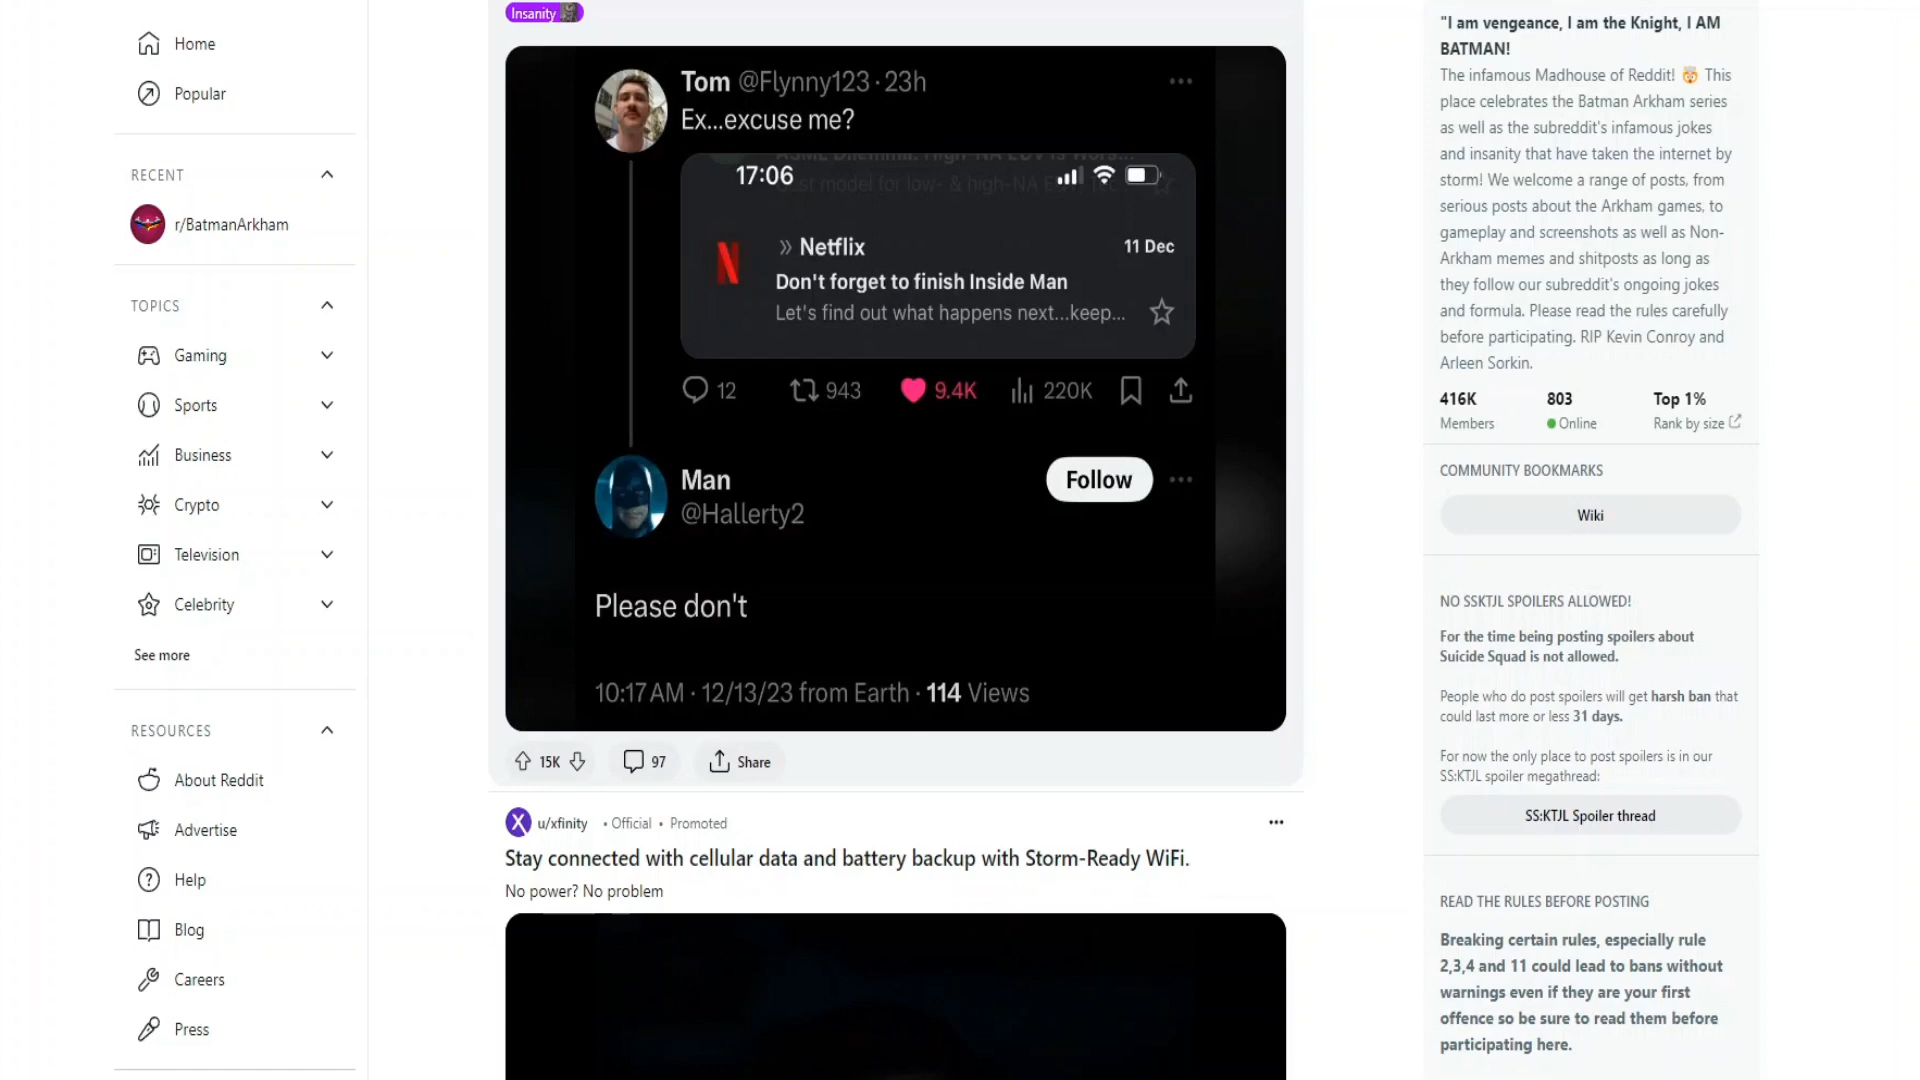 Home
Popular
RECENT
r/BatmanArkham
TOPICS
Gaming
Sports
Business
Crypto
Television
Celebrity
See more
RESOURCES
About Reddit
Advertise
Help
Blog
Careers
Press
Insanity
Tom @Flynny123 · 23h
Ex...excuse me?
17:06
» Netflix
11 Dec
Don't forget to finish Inside Man
Let's find out what happens next...keep...
12
943
9.4K
220K
Man
@Hallerty2
Follow
Please don't
10:17 AM · 12/13/23 from Earth · 114 Views
15K
97
Share
u/xfinity • Official • Promoted
Stay connected with cellular data and battery backup with Storm-Ready WiFi.
No power? No problem
"I am vengeance, I am the Knight, I AM
BATMAN!
The infamous Madhouse of Reddit! 🤯 This
place celebrates the Batman Arkham series
as well as the subreddit's infamous jokes
and insanity that have taken the internet by
storm! We welcome a range of posts, from
serious posts about the Arkham games, to
gameplay and screenshots as well as Non-
Arkham memes and shitposts as long as
they follow our subreddit's ongoing jokes
and formula. Please read the rules carefully
before participating. RIP Kevin Conroy and
Arleen Sorkin.
416K
803
Top 1%
Members
Online
Rank by size
COMMUNITY BOOKMARKS
Wiki
NO SSKTJL SPOILERS ALLOWED!
For the time being posting spoilers about
Suicide Squad is not allowed.
People who do post spoilers will get harsh ban that
could last more or less 31 days.
For now the only place to post spoilers is in our
SS:KTJL spoiler megathread:
SS:KTJL Spoiler thread
READ THE RULES BEFORE POSTING
Breaking certain rules, especially rule
2,3,4 and 11 could lead to bans without
warnings even if they are your first
offence so be sure to read them before
participating here.